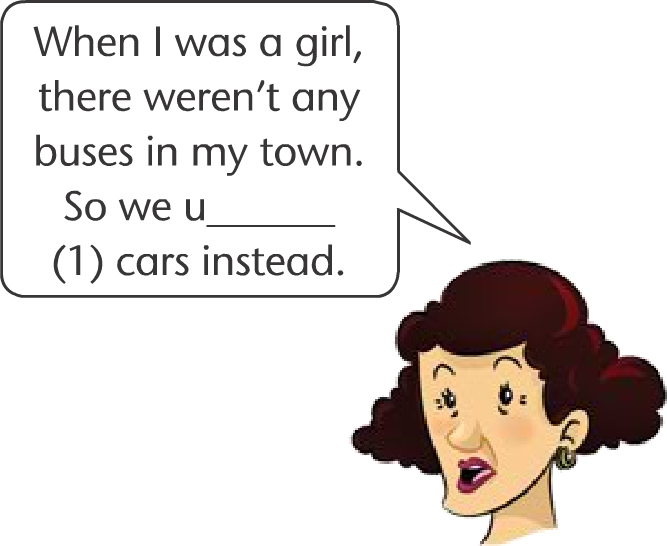 When I was a girl,
there weren't any
buses in my town.
So we u______
(1) cars instead.